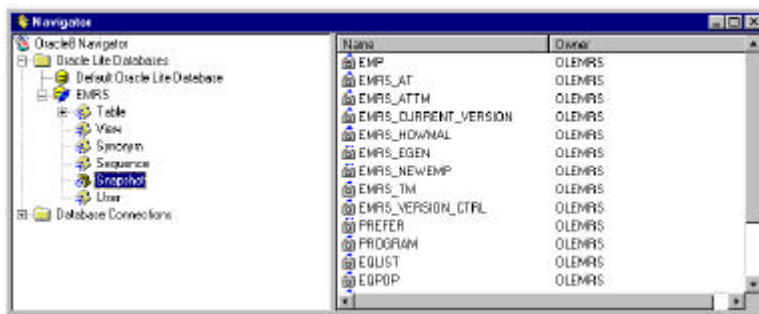 Navigator
Oracle8 Navigator
Oracle Lite Databases
Default Oracle Lite Database
EMRS
Table
View
Synonym
Sequence
Snapshot
User
Database Connections
Name Owner
EMP OLEMRS
EMRS_AT OLEMRS
EMRS_ATTM OLEMRS
EMRS_CURRENT_VERSION OLEMRS
EMRS_HOWMAL OLEMRS
EMRS_EGEN OLEMRS
EMRS_NEWEMP OLEMRS
EMRS_TM OLEMRS
EMRS_VERSION_CTRL OLEMRS
PREFER OLEMRS
PROGRAM OLEMRS
EQLIST OLEMRS
EQPOP OLEMRS